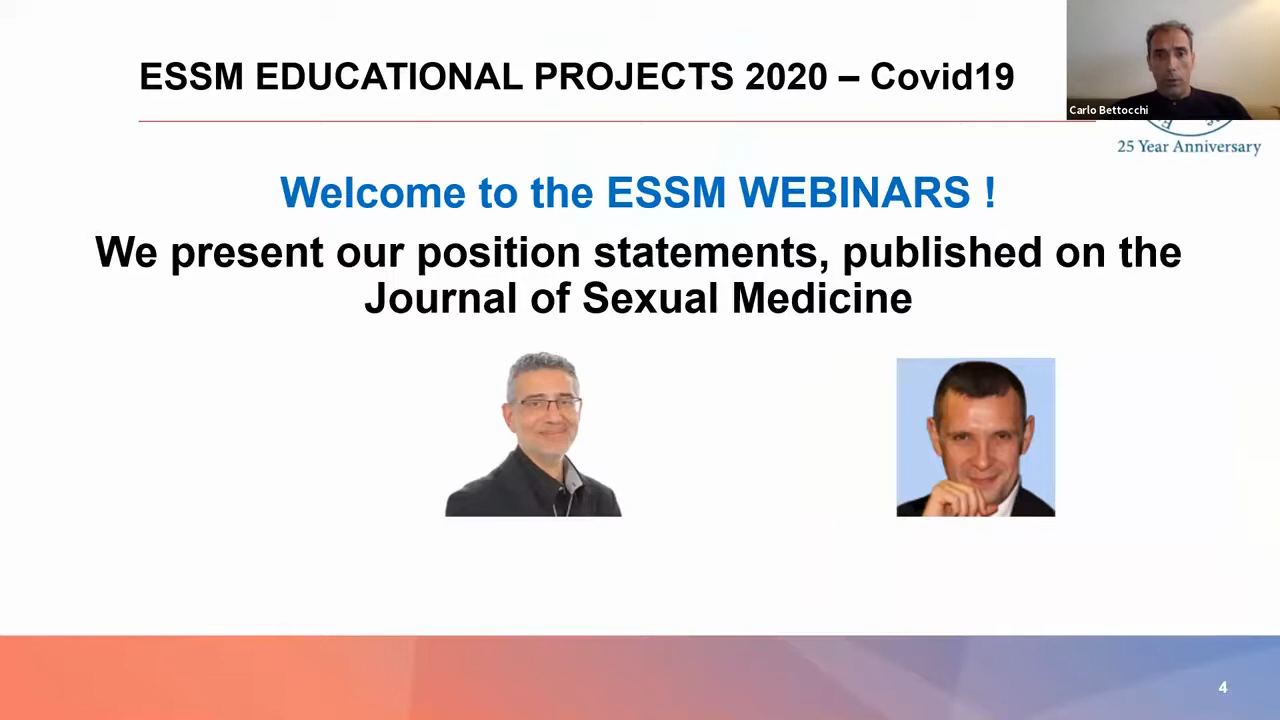 ESSM EDUCATIONAL PROJECTS 2020 – Covid19
Carlo Bettocchi
25 Year Anniversary
Welcome to the ESSM WEBINARS !
We present our position statements, published on the
Journal of Sexual Medicine
4